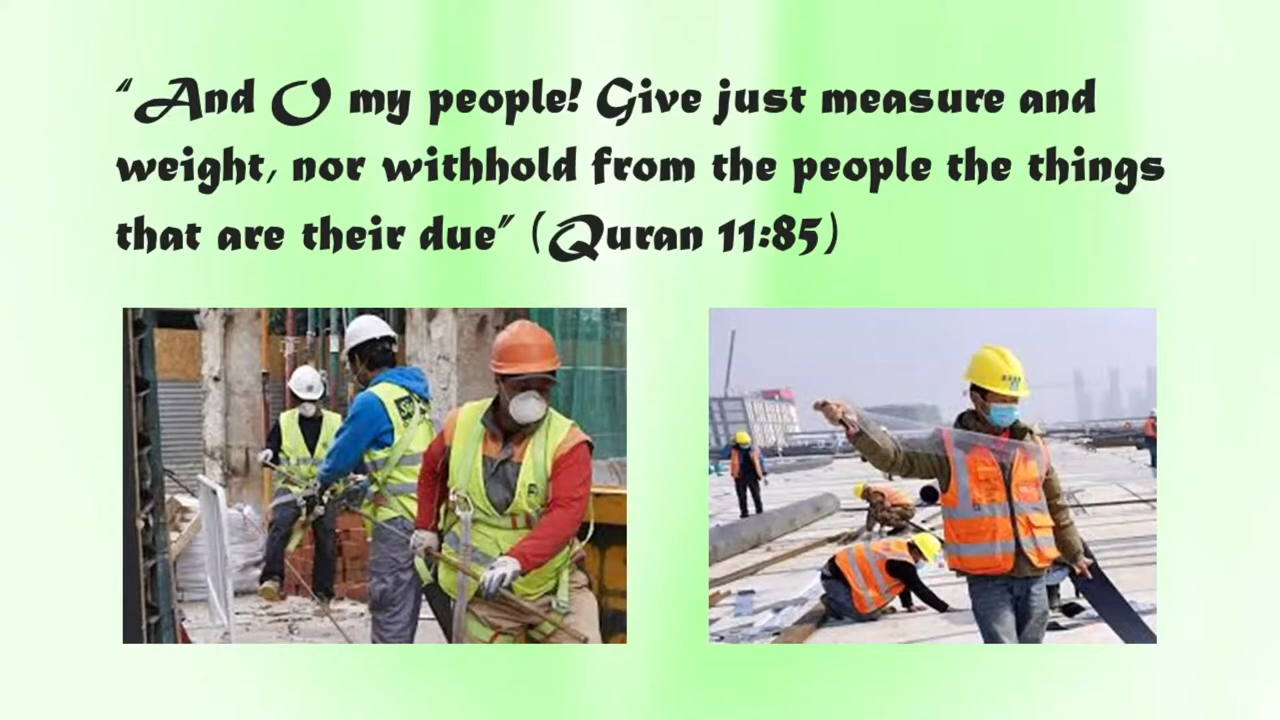 “And O my people! Give just measure and
weight, nor withhold from the people the things
that are their due” (Quran 11:85)